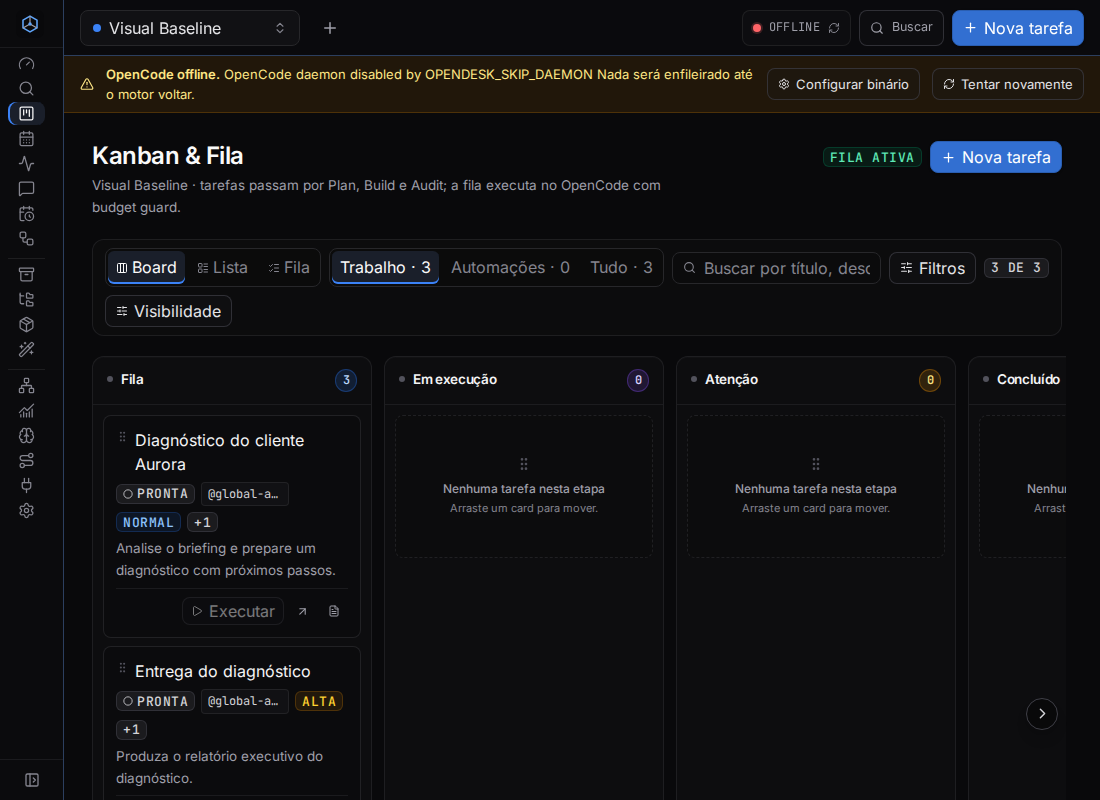 Visual Baseline
OFFLINE
Buscar
Nova tarefa
OpenCode offline. OpenCode daemon disabled by OPENDESK_SKIP_DAEMON Nada será enfileirado até
o motor voltar.
Configurar binário
Tentar novamente
Kanban & Fila
FILA ATIVA
Nova tarefa
Visual Baseline · tarefas passam por Plan, Build e Audit; a fila executa no OpenCode com
budget guard.
Board
Lista
Fila
Trabalho · 3
Automações · 0
Tudo · 3
Buscar por título, desc
Filtros
3 DE 3
Visibilidade
Fila
3
Em execução
0
Atenção
0
Concluído
Diagnóstico do cliente
Aurora
PRONTA
@global-a…
NORMAL
+1
Analise o briefing e prepare um
diagnóstico com próximos passos.
Executar
Nenhuma tarefa nesta etapa
Arraste um card para mover.
Nenhuma tarefa nesta etapa
Arraste um card para mover.
Entrega do diagnóstico
PRONTA
@global-a…
ALTA
+1
Produza o relatório executivo do
diagnóstico.